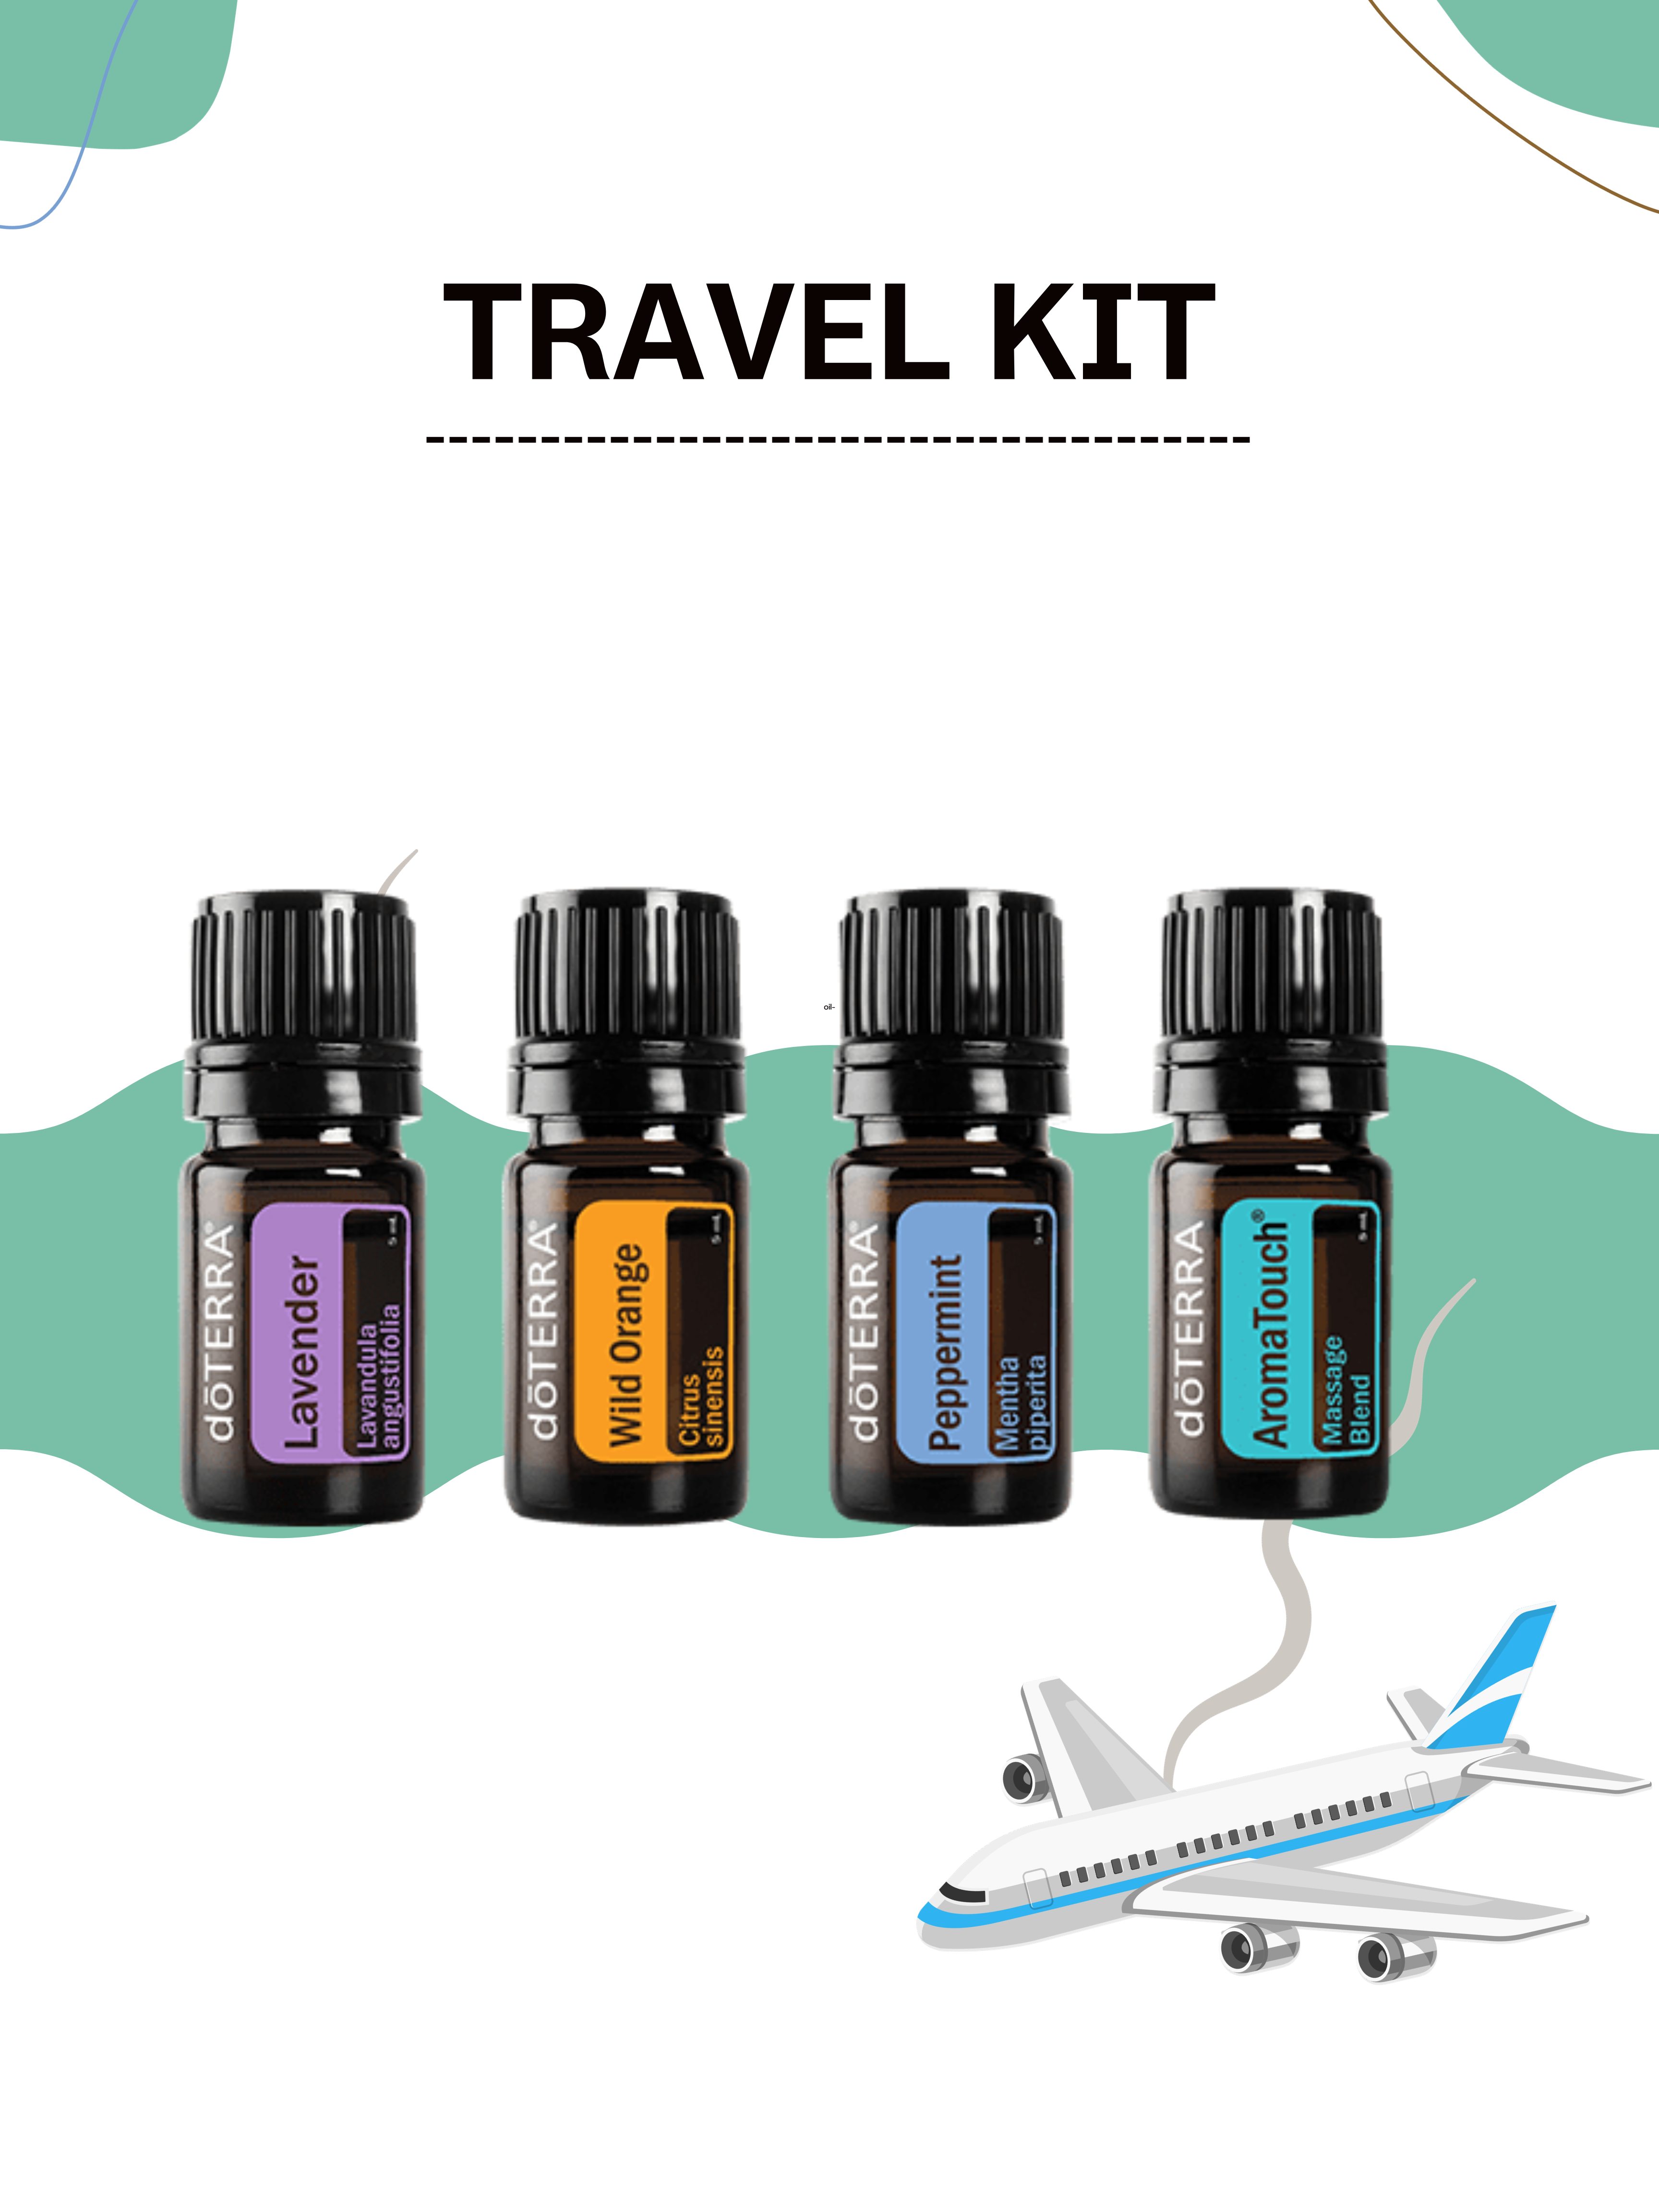 TRAVEL KIT
oil-
dōTERRA®
Lavender
Lavandula
angustifolia
5 mL
dōTERRA®
Wild Orange
Citrus
sinensis
5 mL
dōTERRA®
Peppermint
Mentha
piperita
5 mL
dōTERRA
AromaTouch®
Massage
Blend
5 mL